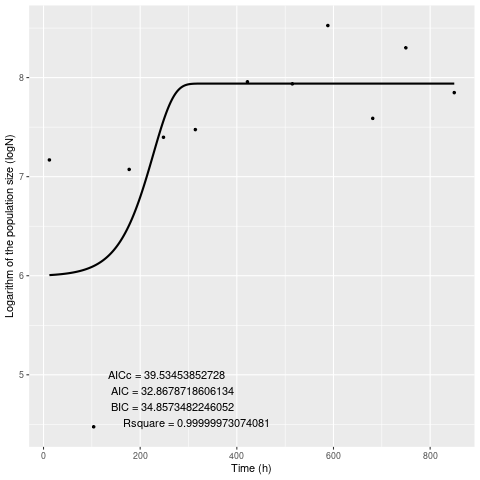 8
7
6
5
Logarithm of the population size (logN)
AICc = 39.53453852728
AIC = 32.8678718606134
BIC = 34.8573482246052
Rsquare = 0.99999973074081
0 200 400 600 800
Time (h)